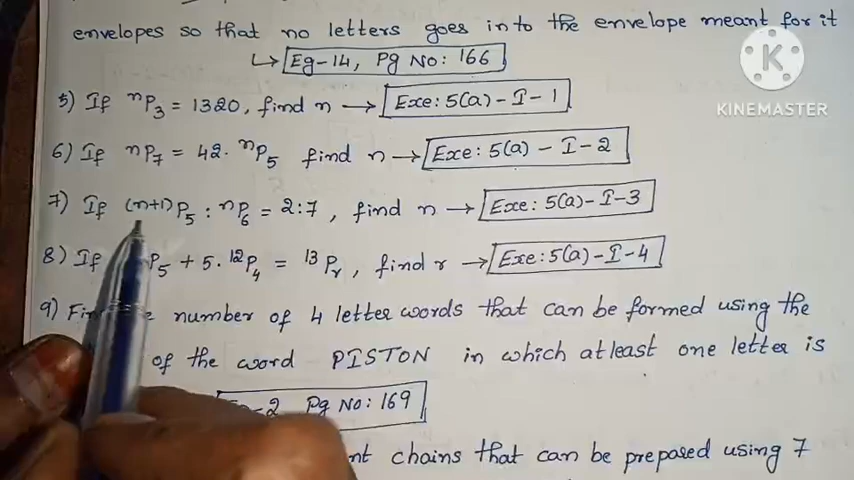 envelopes so that no letters goes in to the envelope meant for it
↳ Eg-14, Pg No: 166
5) If ⁿP₃ = 1320, find n → Exe: 5(a) - I - 1
6) If ⁿP₇ = 42. ⁿP₅ find n → Exe: 5(a) - I - 2
7) If (n+1)P₅ : ⁿP₆ = 2:7, find n → Exe: 5(a) - I - 3
8) If P₅ + 5. ¹²P₄ = ¹³Pᵣ, find r → Exe: 5(a) - I - 4
9) number of 4 letter words that can be formed using the
of the word PISTON in which atleast one letter is
-2 Pg No: 169
chains that can be prepared using 7
KINEMASTER